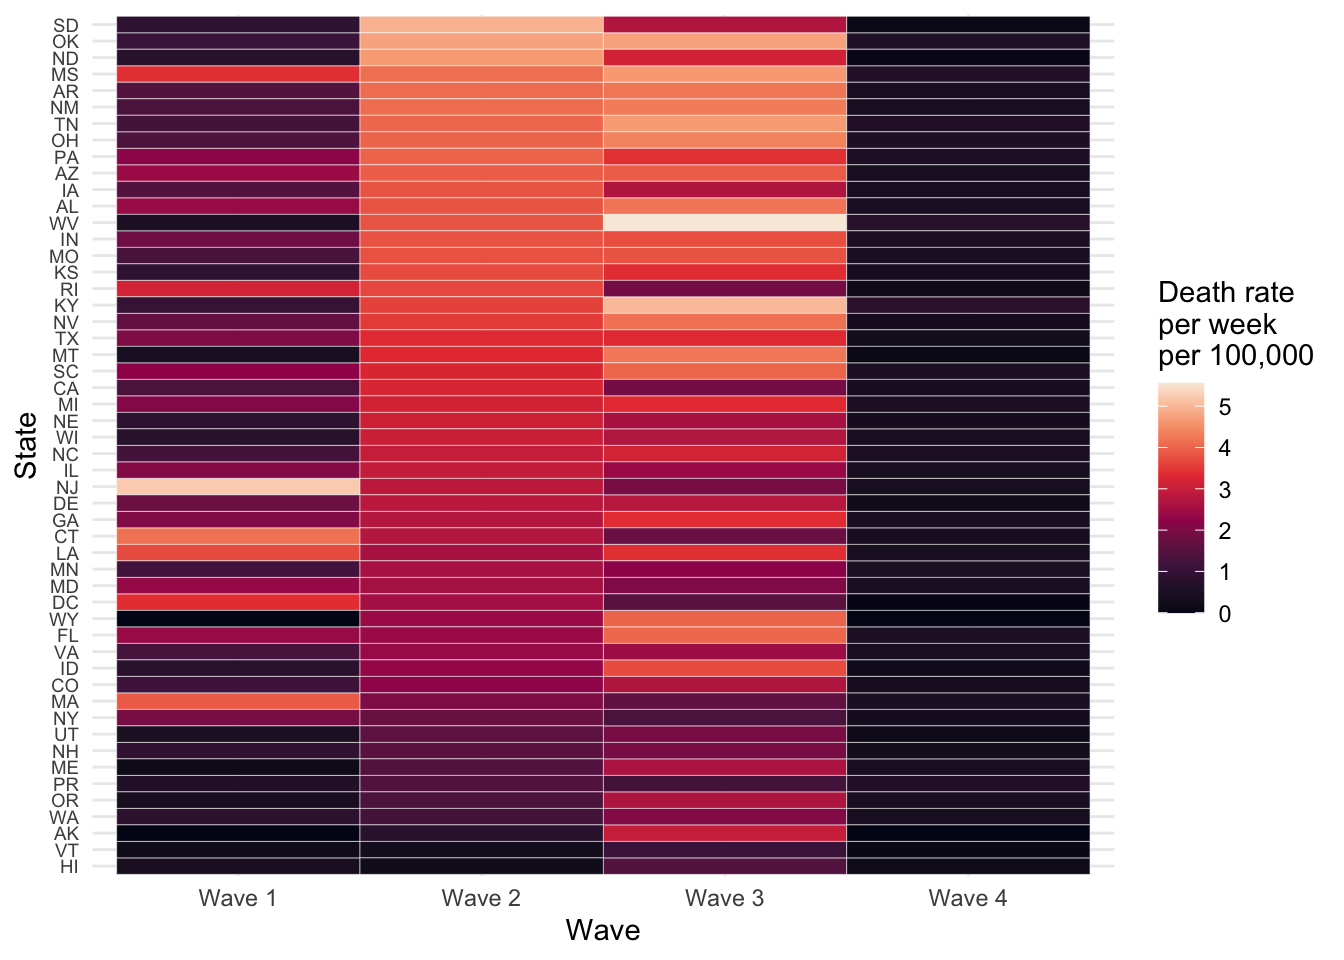 State
SD
OK
ND
MS
AR
NM
TN
OH
PA
AZ
IA
AL
WV
IN
MO
KS
RI
KY
NV
TX
MT
SC
CA
MI
NE
WI
NC
IL
NJ
DE
GA
CT
LA
MN
MD
DC
WY
FL
VA
ID
CO
MA
NY
UT
NH
ME
PR
OR
WA
AK
VT
HI
Wave 1 Wave 2 Wave 3 Wave 4
Wave
Death rate
per week
per 100,000
5
4
3
2
1
0